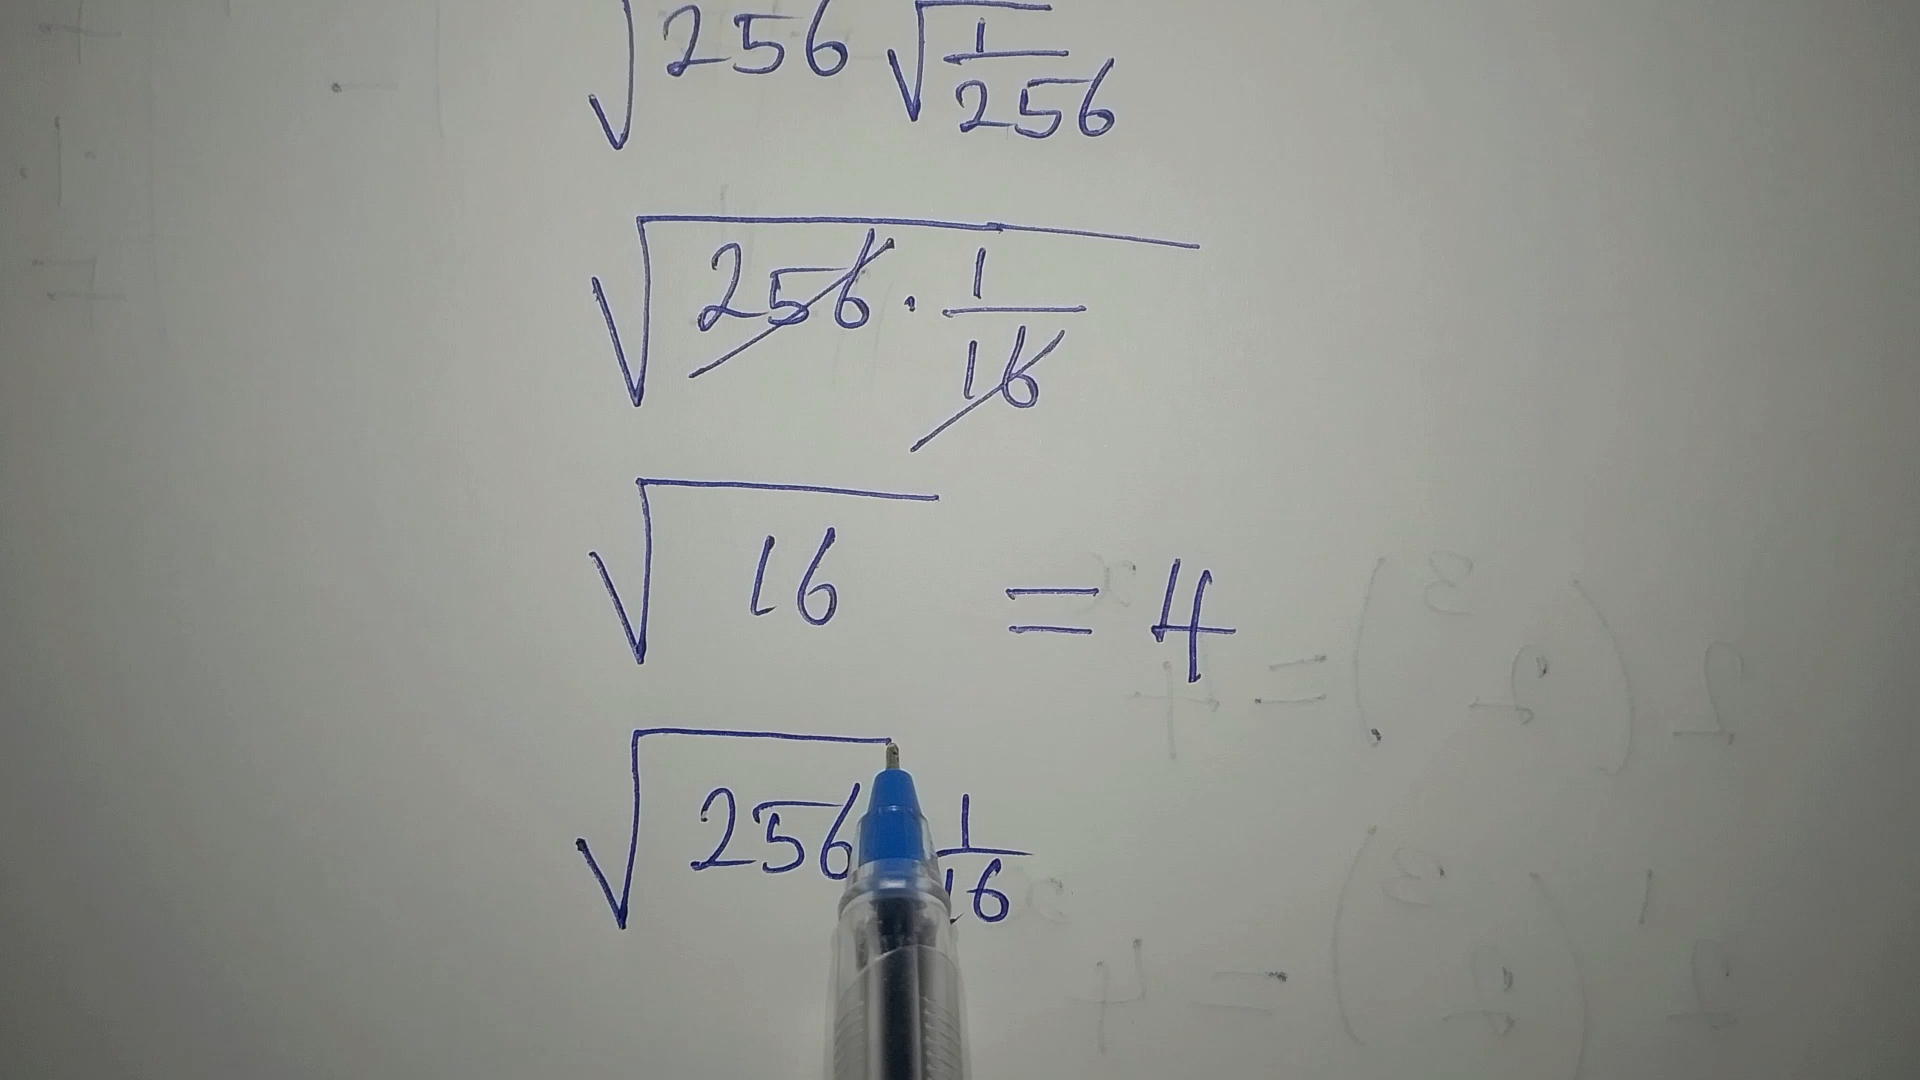 √256 √1/256
√256 · 1/16
√16 = 4
√256 1/16